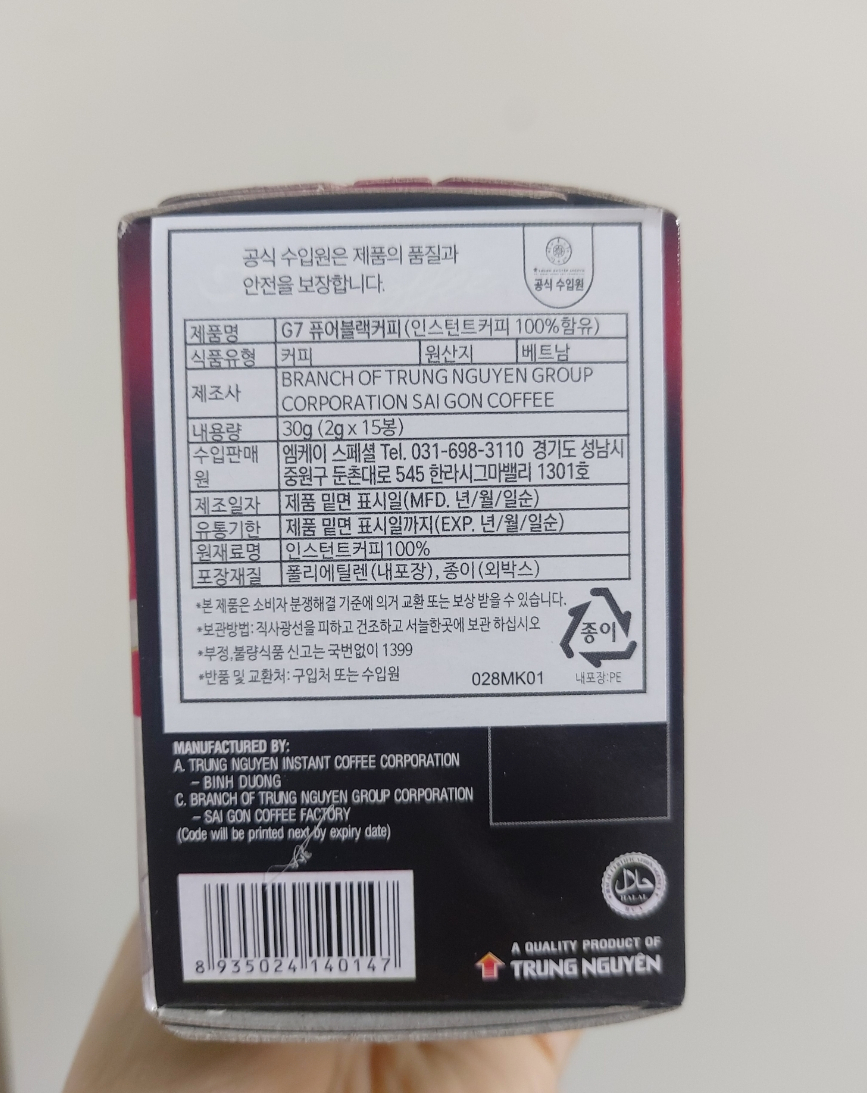 공식 수입원은 제품의 품질과
안전을 보장합니다.
공식 수입원
제품명 G7 퓨어블랙커피(인스턴트커피 100%함유)
식품유형 커피 원산지 베트남
제조사 BRANCH OF TRUNG NGUYEN GROUP
CORPORATION SAI GON COFFEE
내용량 30g (2g x 15봉)
수입판매 엠케이 스페셜 Tel. 031-698-3110 경기도 성남시
원 중원구 둔촌대로 545 한라시그마밸리 1301호
제조일자 제품 밑면 표시일(MFD. 년/월/일순)
유통기한 제품 밑면 표시일까지(EXP. 년/월/일순)
원재료명 인스턴트커피100%
포장재질 폴리에틸렌(내포장), 종이(외박스)
*본 제품은 소비자 분쟁해결 기준에 의거 교환 또는 보상 받을 수 있습니다.
*보관방법: 직사광선을 피하고 건조하고 서늘한곳에 보관 하십시오
종이
*부정,불량식품 신고는 국번없이 1399
*반품 및 교환처: 구입처 또는 수입원
028MK01
내포장:PE
MANUFACTURED BY:
A. TRUNG NGUYEN INSTANT COFFEE CORPORATION
– BINH DUONG
C. BRANCH OF TRUNG NGUYEN GROUP CORPORATION
– SAI GON COFFEE FACTORY
(Code will be printed next by expiry date)
حلال
HALAL
8 935024 140147
A QUALITY PRODUCT OF
TRUNG NGUYÊN